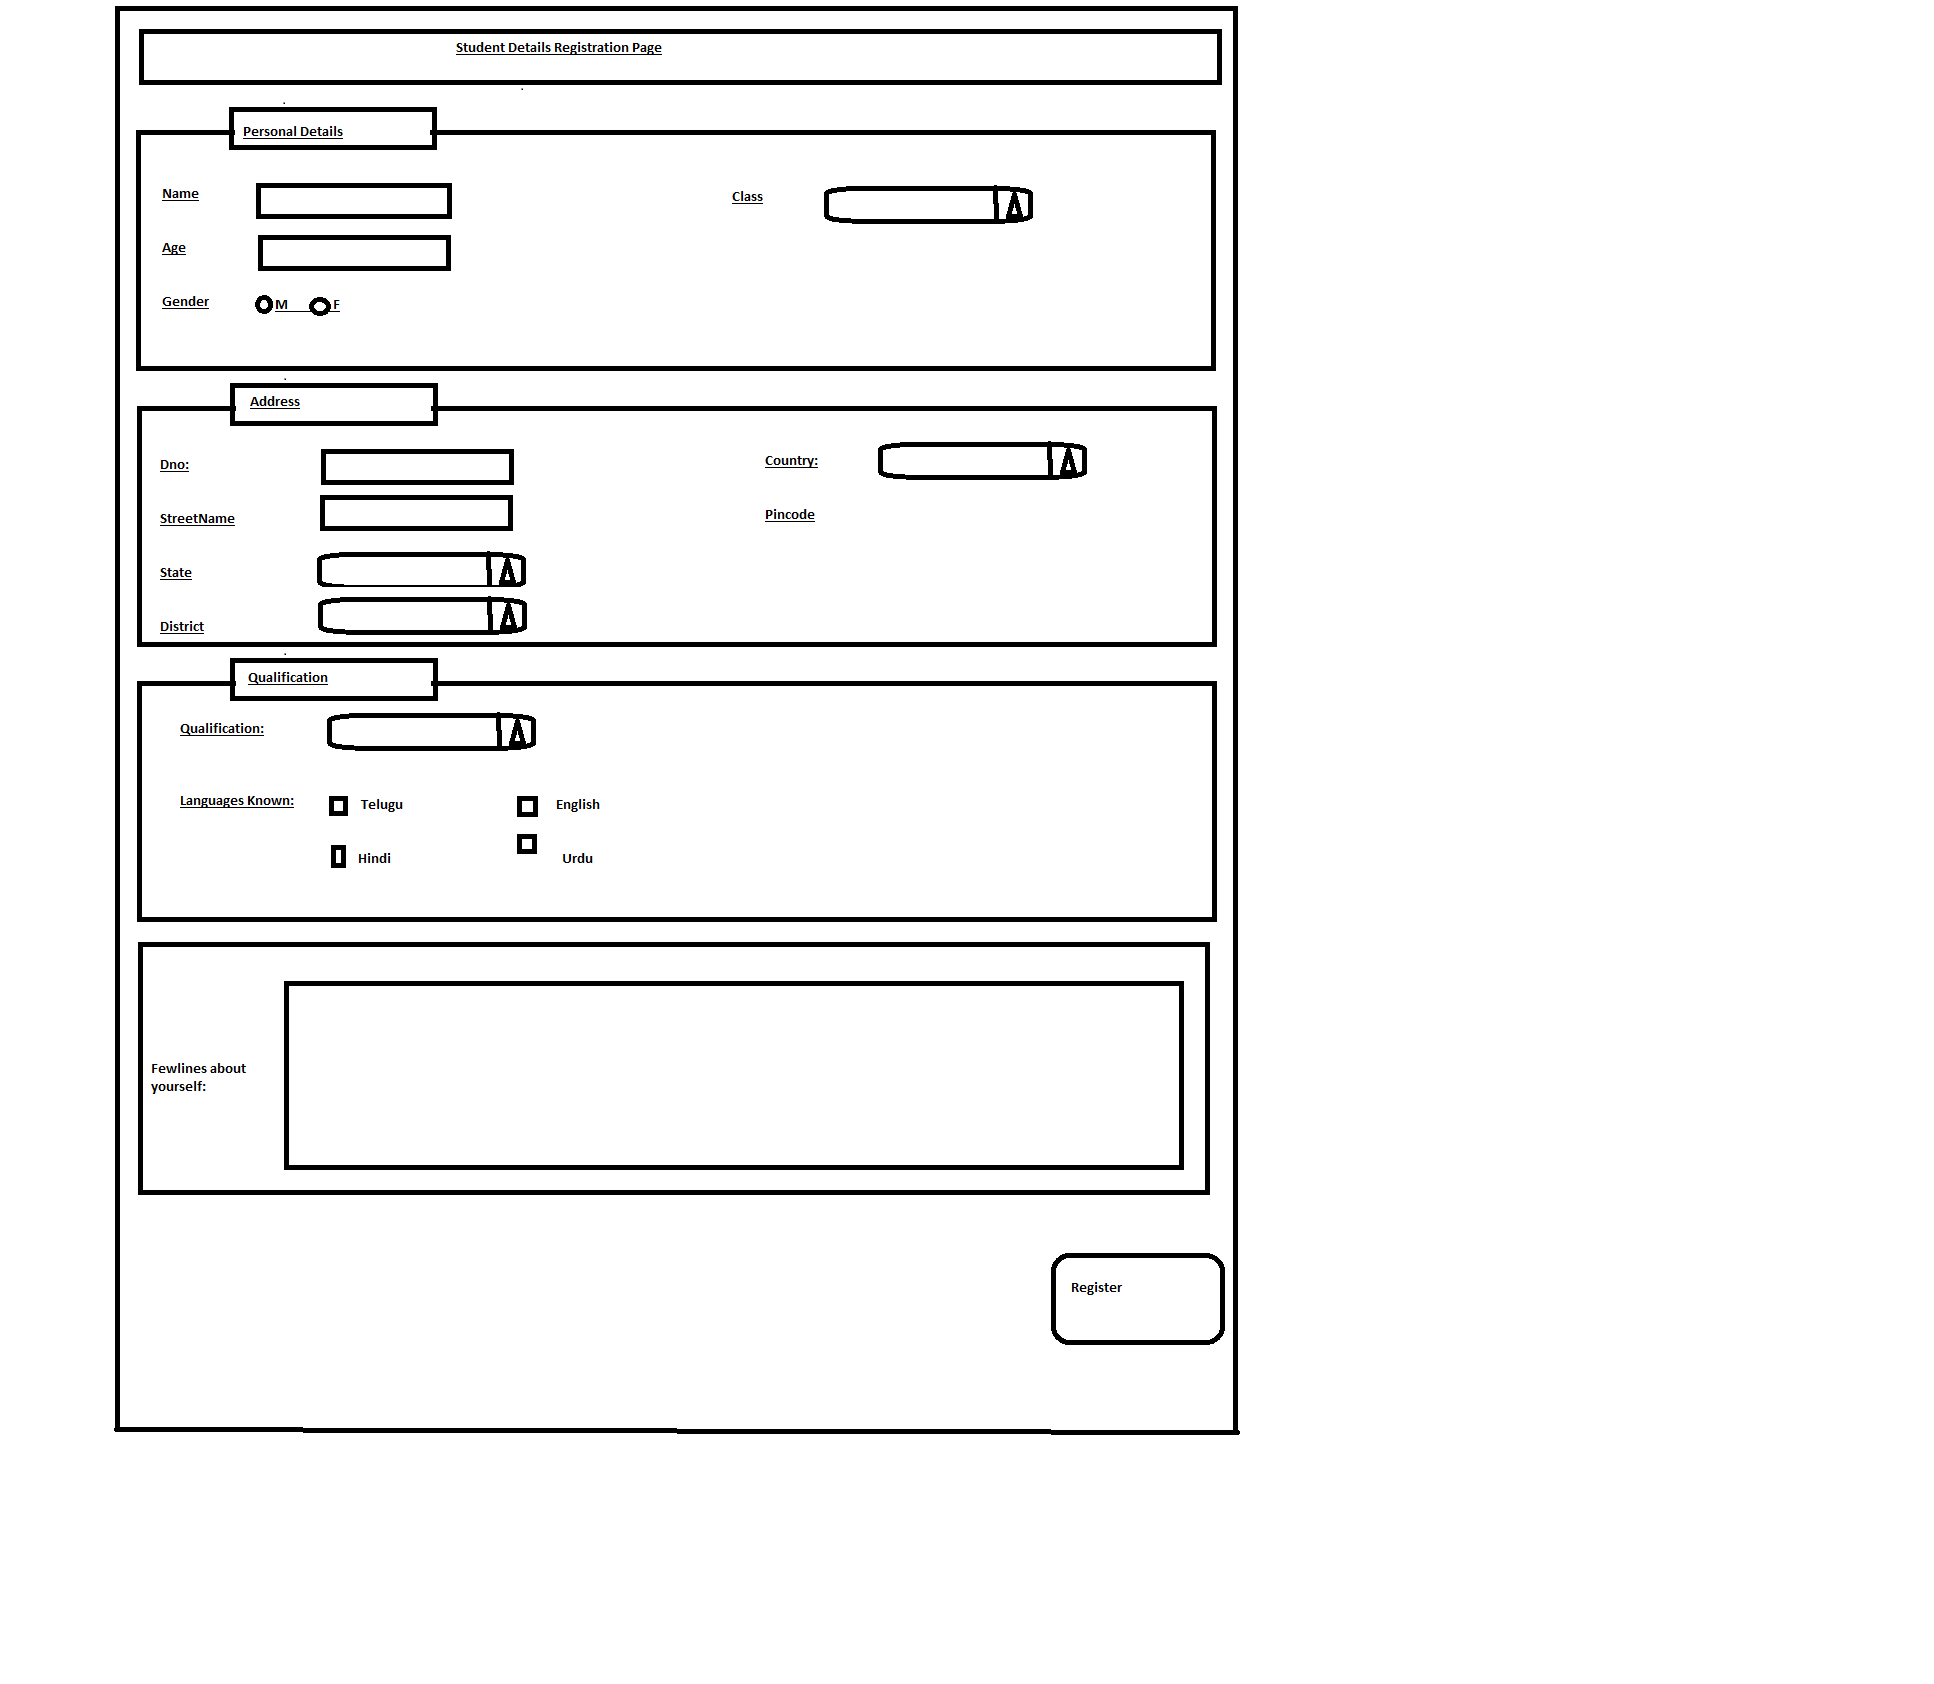 Student Details Registration Page
Personal Details
Name
Class
Age
Gender
M F
Address
Dno:
Country:
StreetName
Pincode
State
District
Qualification
Qualification:
Languages Known:
Telugu
English
Hindi
Urdu
Fewlines about
yourself:
Register